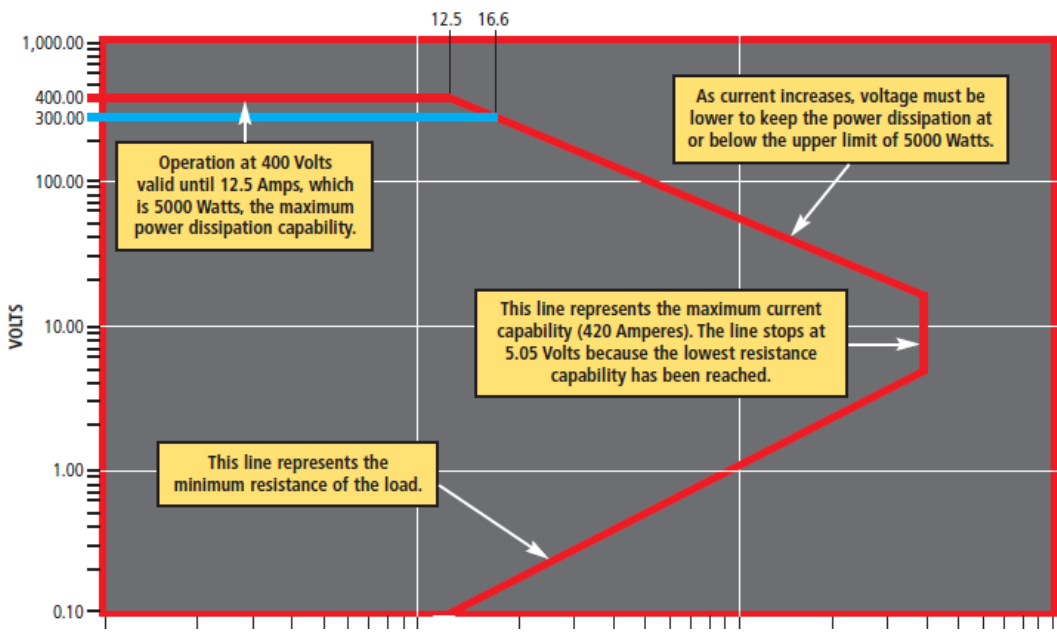 12.5 16.6
1,000.00
400.00
300.00
As current increases, voltage must be
lower to keep the power dissipation at
or below the upper limit of 5000 Watts.
Operation at 400 Volts
valid until 12.5 Amps, which
is 5000 Watts, the maximum
power dissipation capability.
100.00
VOLTS
10.00
This line represents the maximum current
capability (420 Amperes). The line stops at
5.05 Volts because the lowest resistance
capability has been reached.
1.00
This line represents the
minimum resistance of the load.
0.10